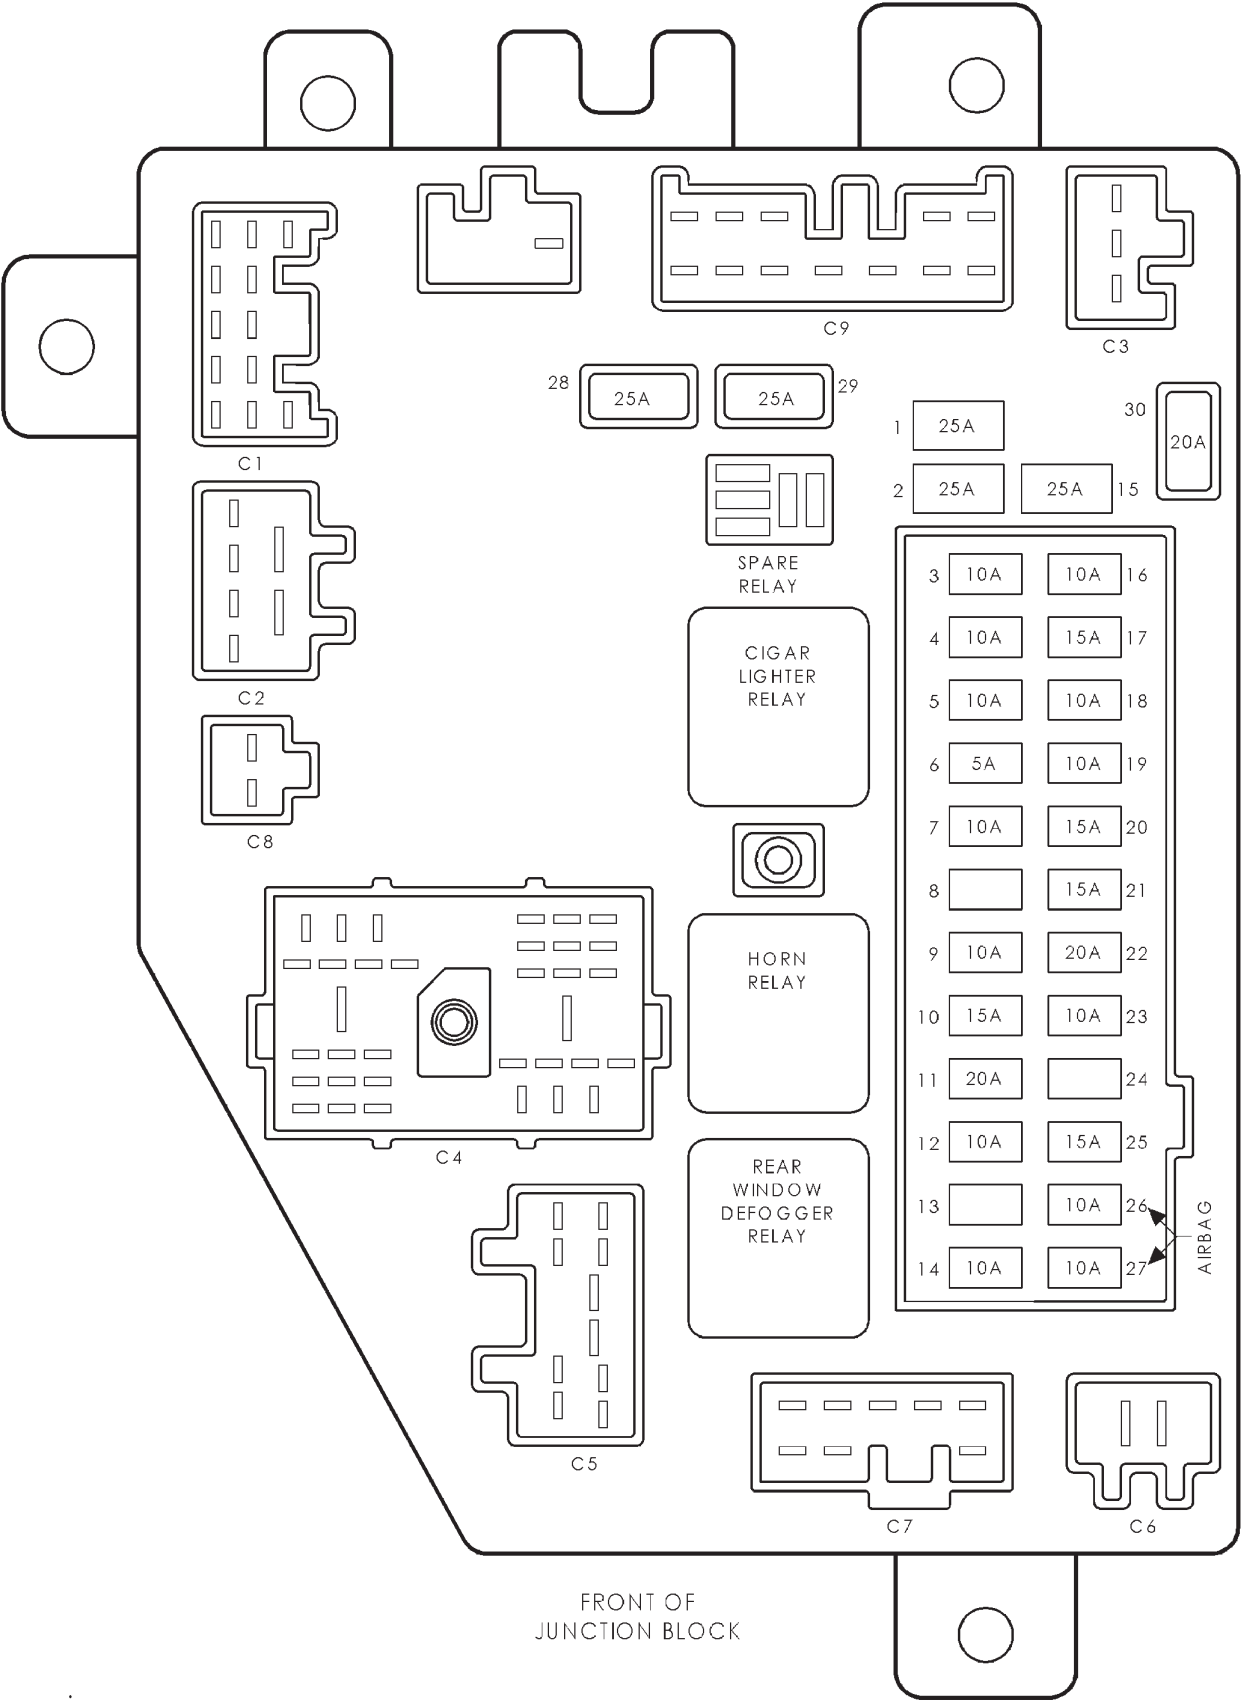 C9
C3
28
25A
25A
29
1
25A
30
20A
C1
2
25A
25A
15
SPARE
RELAY
3
10A
10A
16
4
10A
15A
17
CIGAR
LIGHTER
RELAY
C2
5
10A
10A
18
6
5A
10A
19
7
10A
15A
20
C8
8
15A
21
9
10A
20A
22
HORN
RELAY
10
15A
10A
23
11
20A
24
12
10A
15A
25
C4
REAR
WINDOW
DEFOGGER
RELAY
13
10A
26
AIRBAG
14
10A
10A
27
C5
C7
C6
FRONT OF
JUNCTION BLOCK